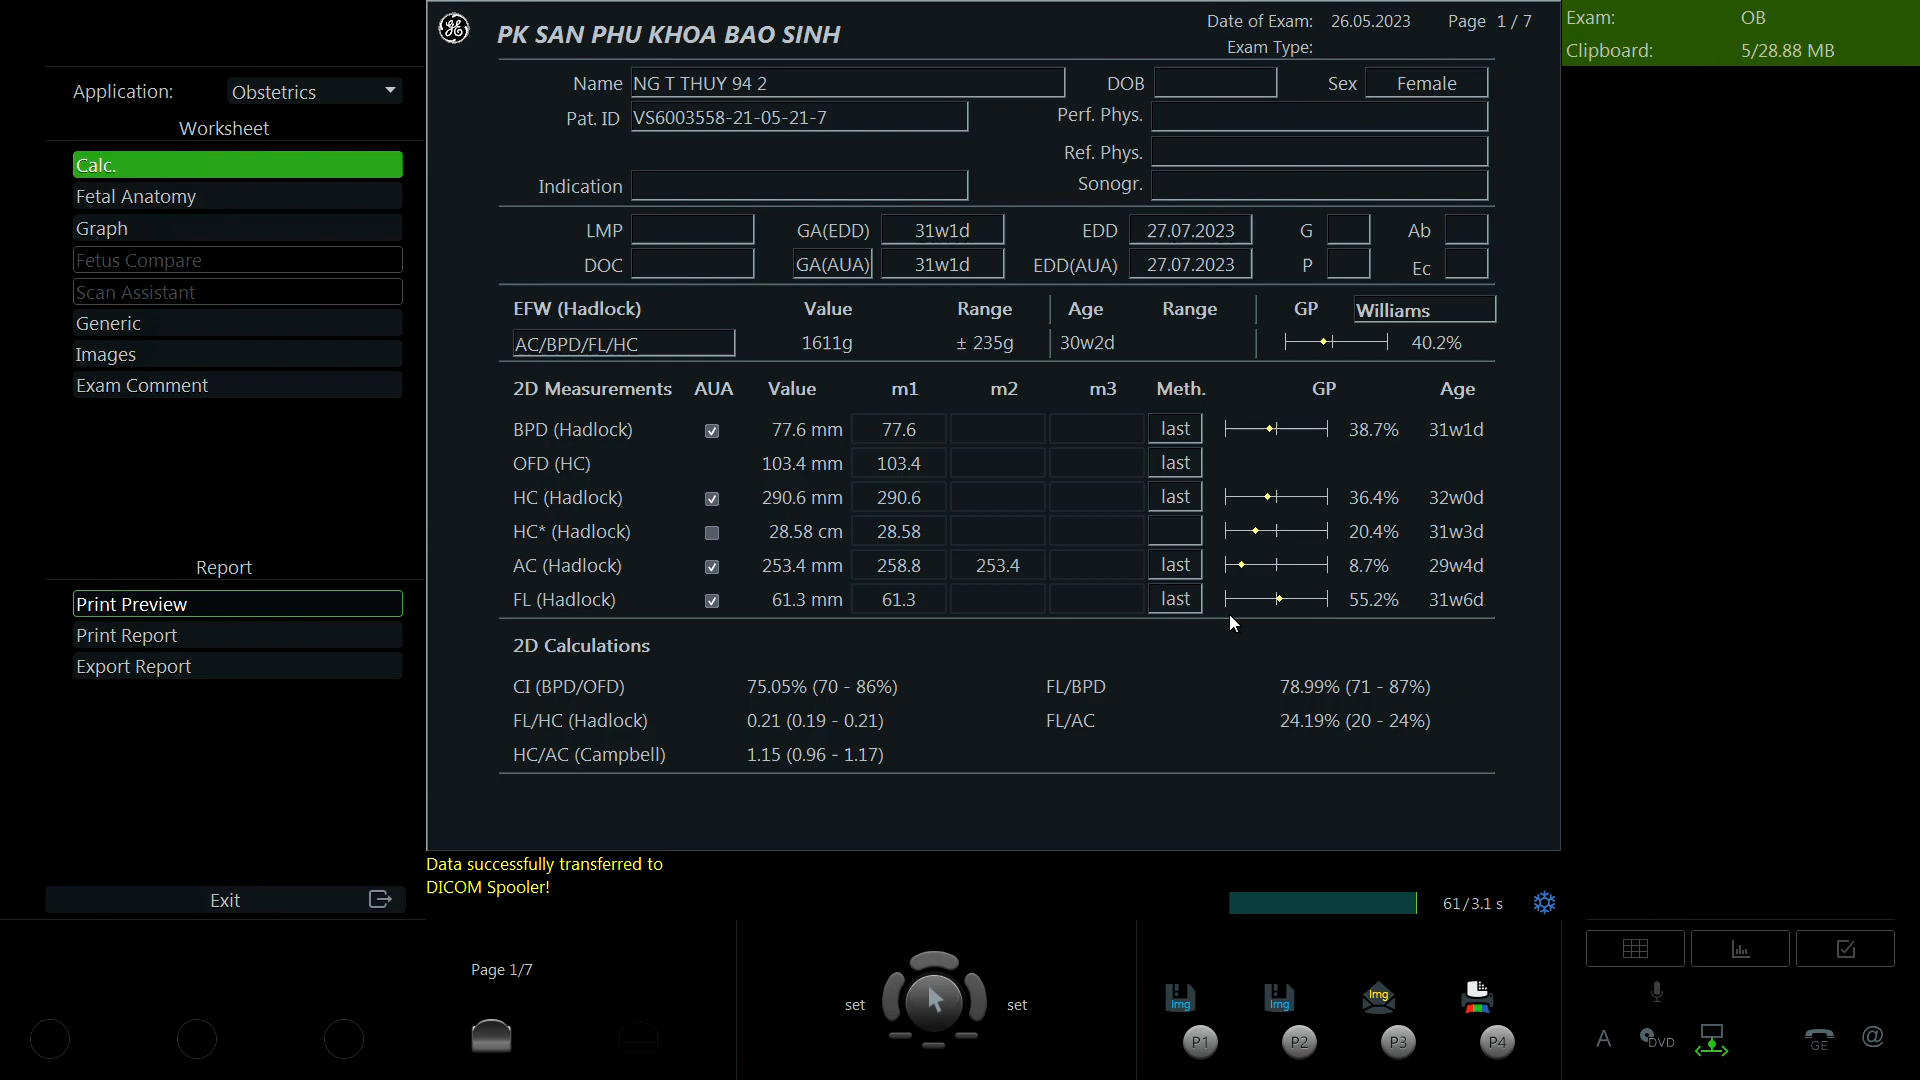 Exam: OB
Clipboard: 5/28.88 MB
PK SAN PHU KHOA BAO SINH
Date of Exam: 26.05.2023 Page 1 / 7
Exam Type:
Application: Obstetrics
Worksheet
Calc.
Fetal Anatomy
Graph
Fetus Compare
Scan Assistant
Generic
Images
Exam Comment
Report
Print Preview
Print Report
Export Report
Exit
Name NG T THUY 94 2 DOB Sex Female
Pat. ID VS6003558-21-05-21-7 Perf. Phys.
Ref. Phys.
Indication Sonogr.
LMP GA(EDD) 31w1d EDD 27.07.2023 G Ab
DOC GA(AUA) 31w1d EDD(AUA) 27.07.2023 P Ec
EFW (Hadlock) Value Range Age Range GP Williams
AC/BPD/FL/HC 1611g ± 235g 30w2d 40.2%
2D Measurements AUA Value m1 m2 m3 Meth. GP Age
BPD (Hadlock) 77.6 mm 77.6 last 38.7% 31w1d
OFD (HC) 103.4 mm 103.4 last
HC (Hadlock) 290.6 mm 290.6 last 36.4% 32w0d
HC* (Hadlock) 28.58 cm 28.58 20.4% 31w3d
AC (Hadlock) 253.4 mm 258.8 253.4 last 8.7% 29w4d
FL (Hadlock) 61.3 mm 61.3 last 55.2% 31w6d
2D Calculations
CI (BPD/OFD) 75.05% (70 - 86%) FL/BPD 78.99% (71 - 87%)
FL/HC (Hadlock) 0.21 (0.19 - 0.21) FL/AC 24.19% (20 - 24%)
HC/AC (Campbell) 1.15 (0.96 - 1.17)
Data successfully transferred to
DICOM Spooler!
61/3.1 s
Page 1/7
set set
Img Img Img
P1 P2 P3 P4
A DVD GE @